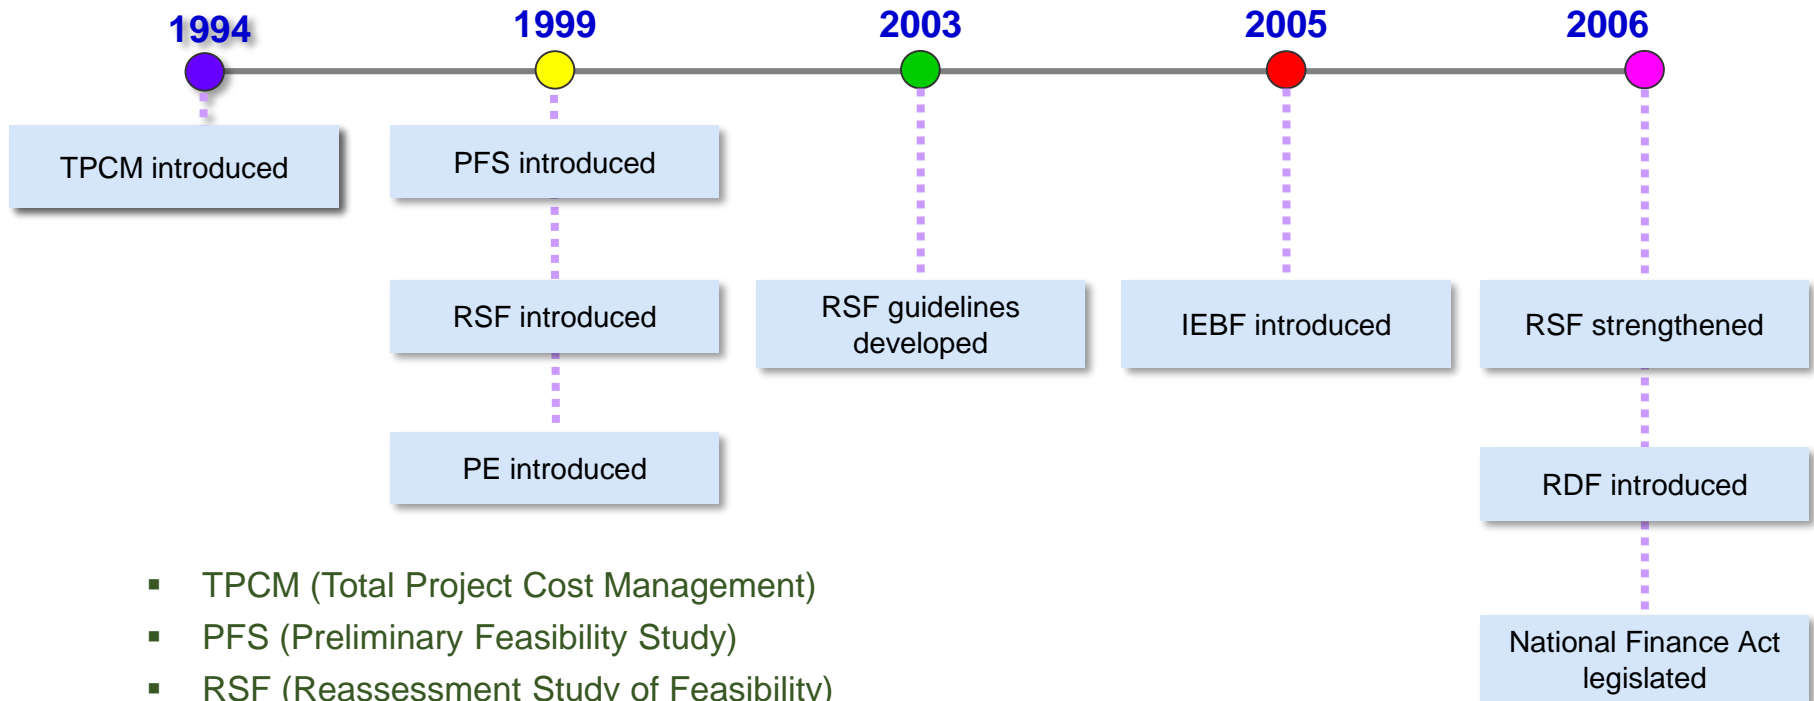 1994
1999
2003
2005
2006
TPCM introduced
PFS introduced
RSF introduced
RSF guidelines
developed
IEBF introduced
RSF strengthened
PE introduced
RDF introduced
National Finance Act
legislated
▪ TPCM (Total Project Cost Management)
▪ PFS (Preliminary Feasibility Study)
▪ RSF (Reassessment Study of Feasibility)